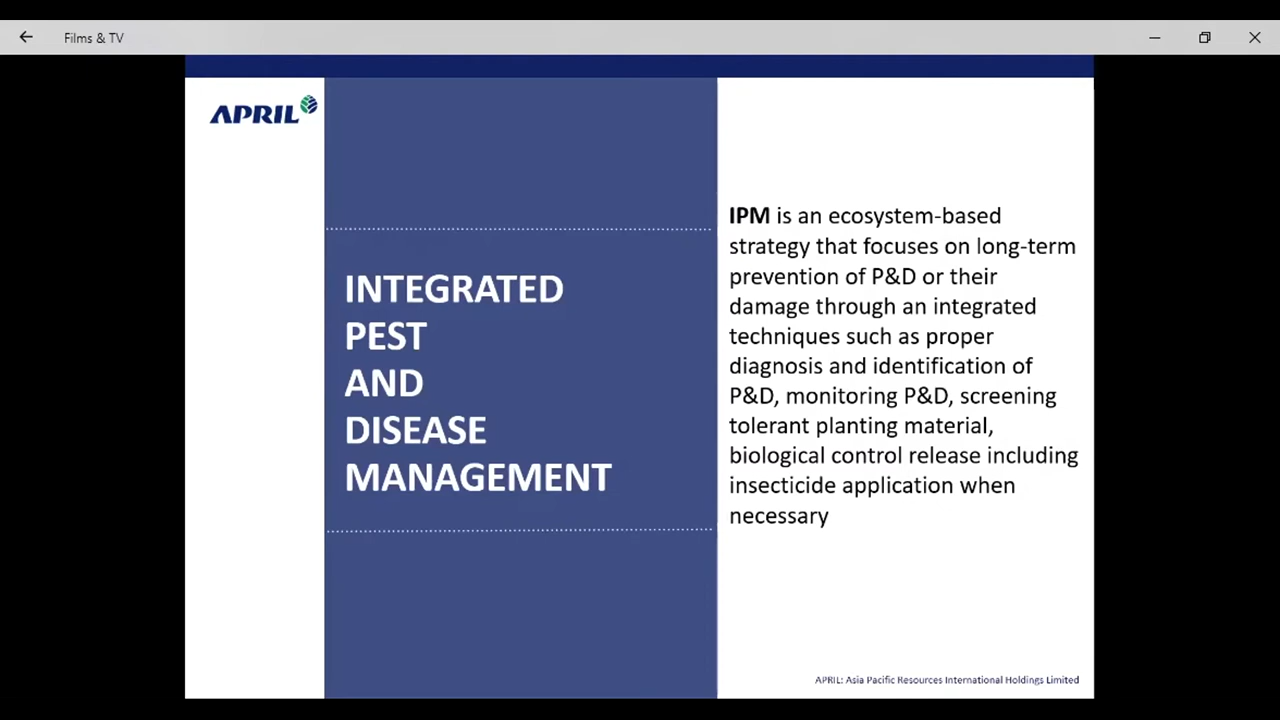 Films & TV
APRIL
INTEGRATED
PEST
AND
DISEASE
MANAGEMENT
IPM is an ecosystem-based
strategy that focuses on long-term
prevention of P&D or their
damage through an integrated
techniques such as proper
diagnosis and identification of
P&D, monitoring P&D, screening
tolerant planting material,
biological control release including
insecticide application when
necessary
APRIL: Asia Pacific Resources International Holdings Limited